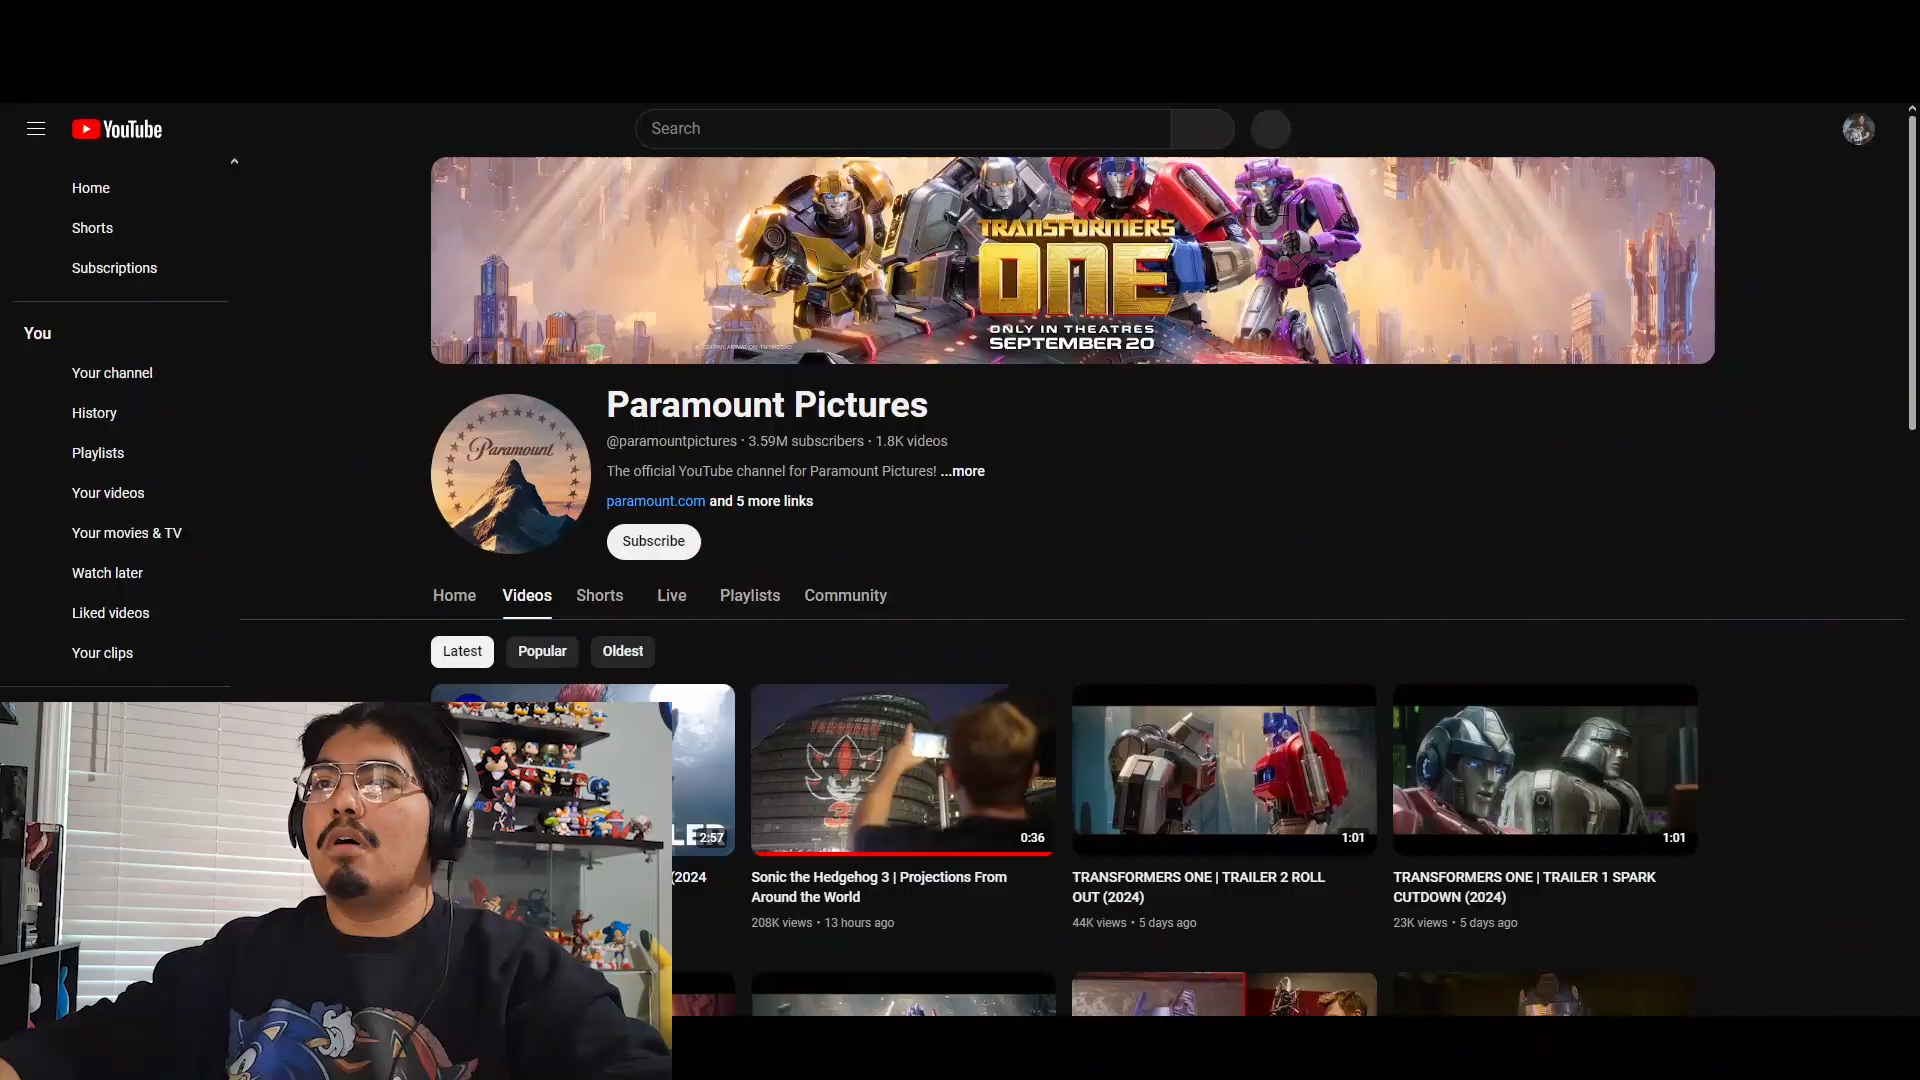 YouTube
Search
Home
Shorts
Subscriptions
You
Your channel
History
Playlists
Your videos
Your movies & TV
Watch later
Liked videos
Your clips
TRANSFORMERS
ONE
ONLY IN THEATRES
SEPTEMBER 20
Paramount
Paramount Pictures
@paramountpictures · 3.59M subscribers · 1.8K videos
The official YouTube channel for Paramount Pictures! ...more
paramount.com and 5 more links
Subscribe
Home Videos Shorts Live Playlists Community
Latest Popular Oldest
2:57
0:36
1:01
1:01
(2024
Sonic the Hedgehog 3 | Projections From
Around the World
208K views · 13 hours ago
TRANSFORMERS ONE | TRAILER 2 ROLL
OUT (2024)
44K views · 5 days ago
TRANSFORMERS ONE | TRAILER 1 SPARK
CUTDOWN (2024)
23K views · 5 days ago